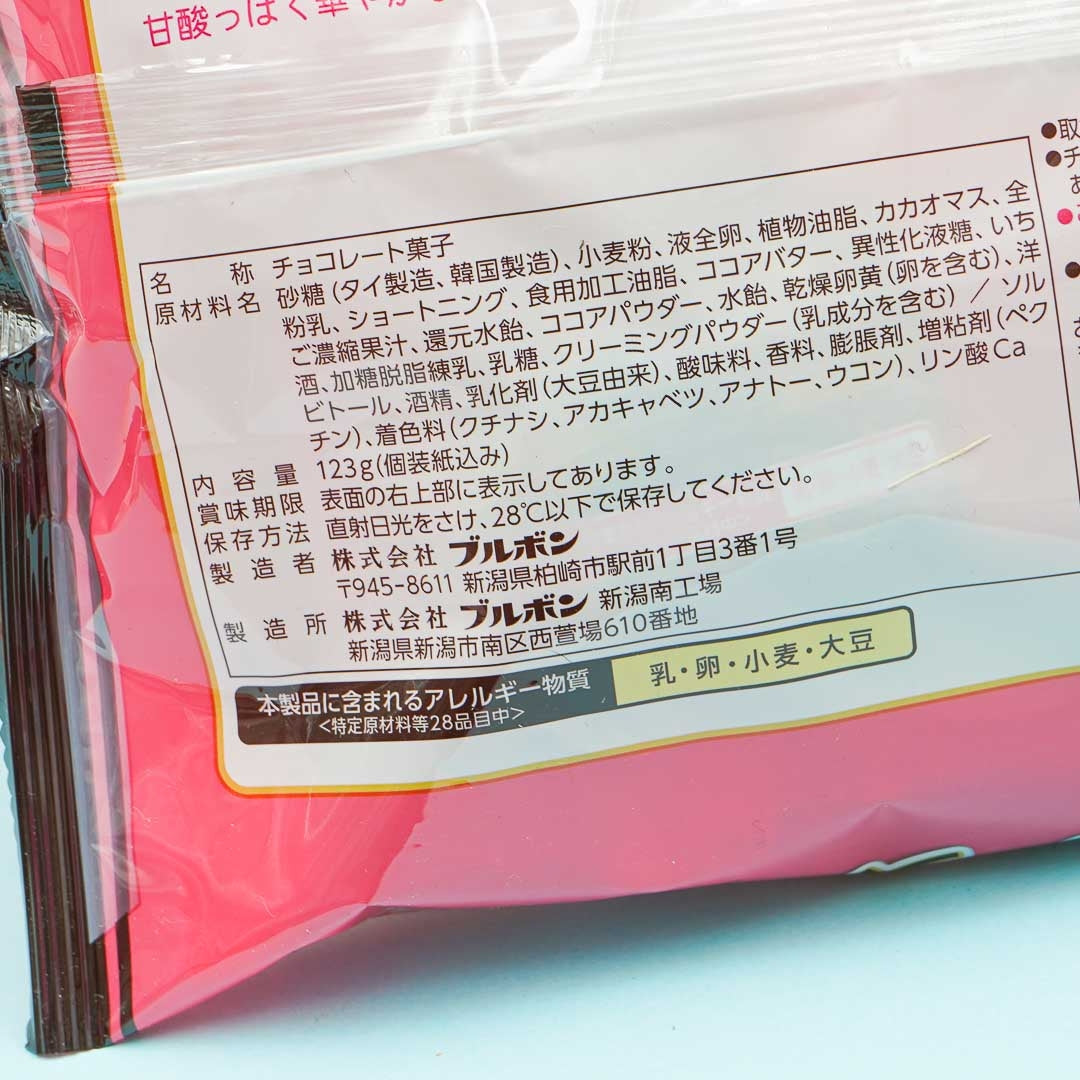 甘酸っぱく華やかな
名称 チョコレート菓子
原材料名 砂糖(タイ製造、韓国製造)、小麦粉、液全卵、植物油脂、カカオマス、全
粉乳、ショートニング、食用加工油脂、ココアバター、異性化液糖、いち
ご濃縮果汁、還元水飴、ココアパウダー、水飴、乾燥卵黄(卵を含む)、洋
酒、加糖脱脂練乳、乳糖、クリーミングパウダー(乳成分を含む)/ソル
ビトール、酒精、乳化剤(大豆由来)、酸味料、香料、膨脹剤、増粘剤(ペク
チン)、着色料(クチナシ、アカキャベツ、アナトー、ウコン)、リン酸Ca
内容量 123g(個装紙込み)
賞味期限 表面の右上部に表示してあります。
保存方法 直射日光をさけ、28℃以下で保存してください。
製造者 株式会社 ブルボン
〒945-8611 新潟県柏崎市駅前1丁目3番1号
製造所 株式会社 ブルボン 新潟南工場
新潟県新潟市南区西萱場610番地
本製品に含まれるアレルギー物質
<特定原材料等28品目中>
乳・卵・小麦・大豆
●取
●チ
お